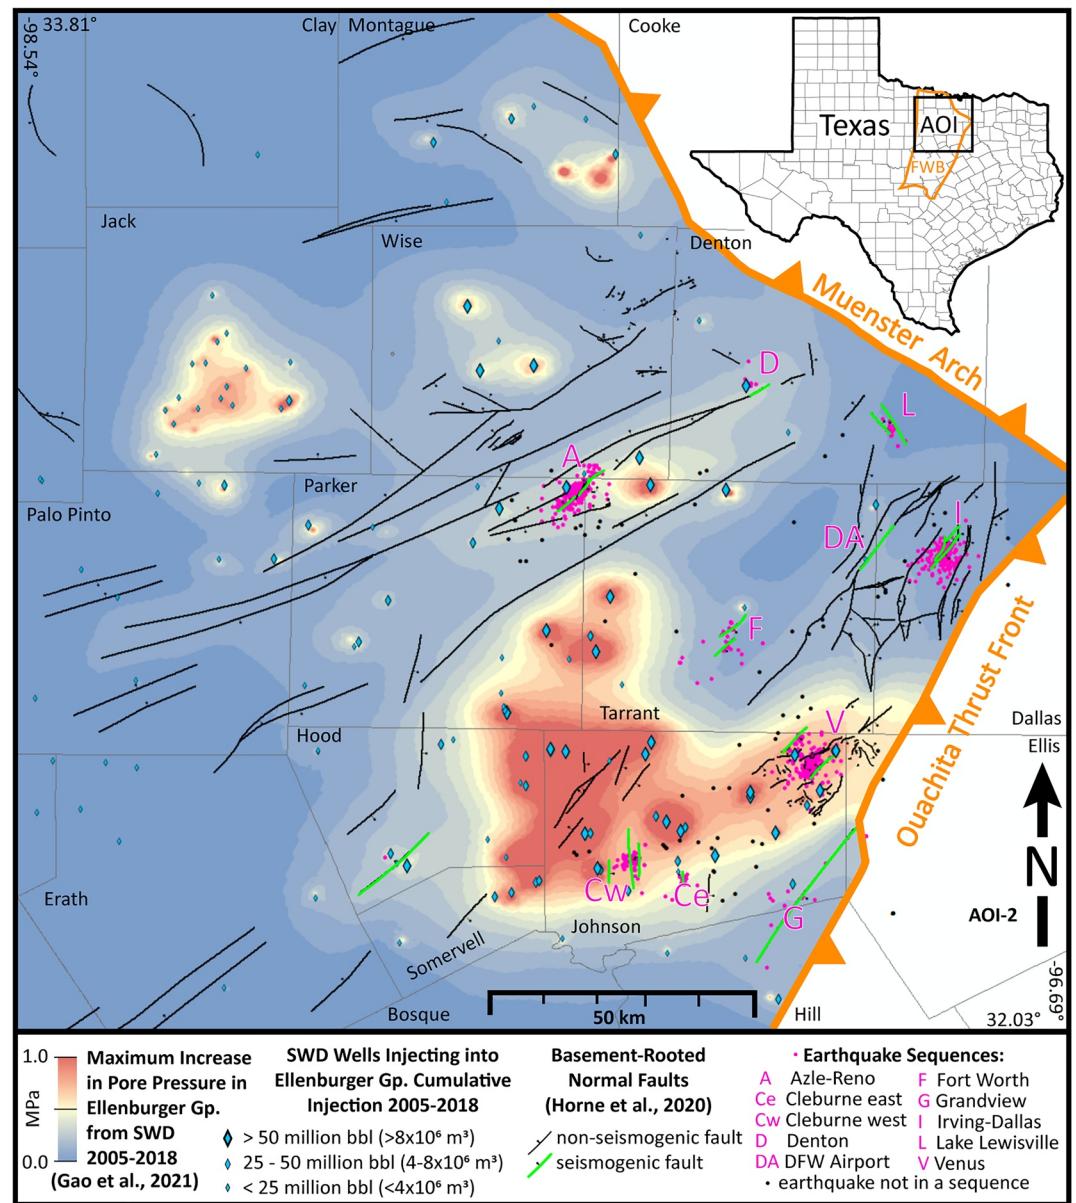 33.81°
-98.54°
Clay
Montague
Cooke
Texas
AOI
FWB
Jack
Wise
Denton
Muenster Arch
D
L
A
Parker
Palo Pinto
DA
I
F
Ouachita Thrust Front
Tarrant
Dallas
Hood
V
Ellis
N
Cw
Ce
Erath
G
AOI-2
Johnson
Somervell
-96.69°
Bosque
50 km
Hill
32.03°
1.0
MPa
0.0
Maximum Increase
in Pore Pressure in
Ellenburger Gp.
from SWD
2005-2018
(Gao et al., 2021)
SWD Wells Injecting into
Ellenburger Gp. Cumulative
Injection 2005-2018
> 50 million bbl (>8x10⁶ m³)
25 - 50 million bbl (4-8x10⁶ m³)
< 25 million bbl (<4x10⁶ m³)
Basement-Rooted
Normal Faults
(Horne et al., 2020)
non-seismogenic fault
seismogenic fault
Earthquake Sequences:
A Azle-Reno
Ce Cleburne east
Cw Cleburne west
D Denton
DA DFW Airport
F Fort Worth
G Grandview
I Irving-Dallas
L Lake Lewisville
V Venus
earthquake not in a sequence